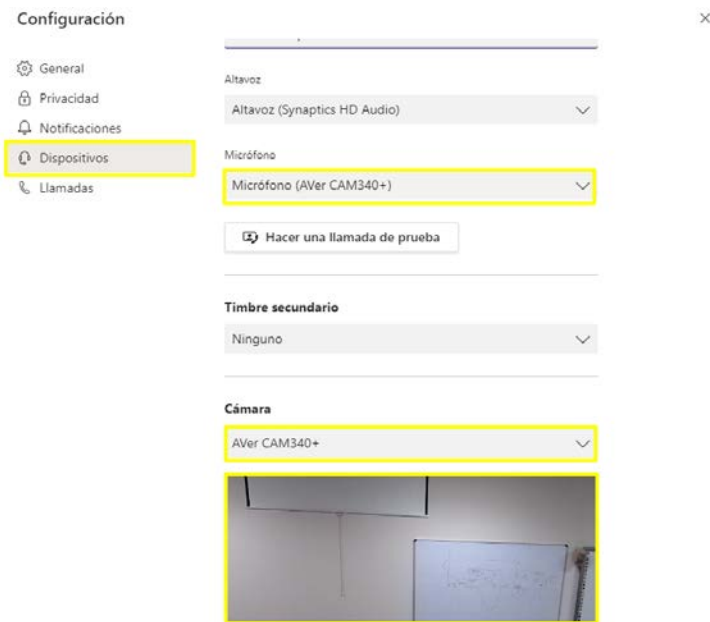 Configuración
General
Privacidad
Notificaciones
Dispositivos
Llamadas
Altavoz
Altavoz (Synaptics HD Audio)
Micrófono
Micrófono (AVer CAM340+)
Hacer una llamada de prueba
Timbre secundario
Ninguno
Cámara
AVer CAM340+